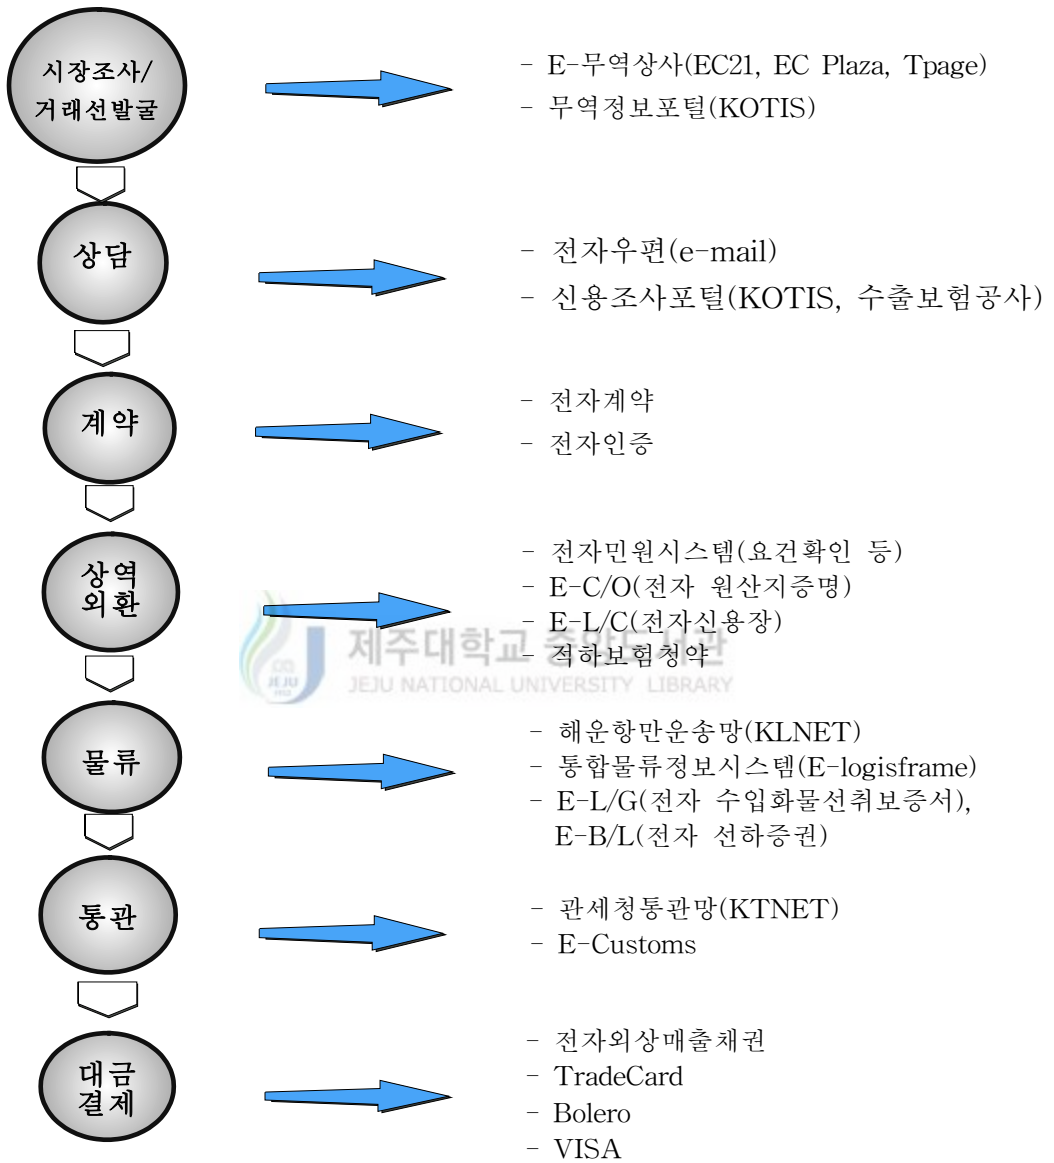 시장조사/
거래선발굴
- E-무역상사(EC21, EC Plaza, Tpage)
- 무역정보포털(KOTIS)
상담
- 전자우편(e-mail)
- 신용조사포털(KOTIS, 수출보험공사)
계약
- 전자계약
- 전자인증
상역
외환
- 전자민원시스템(요건확인 등)
- E-C/O(전자 원산지증명)
- E-L/C(전자신용장)
- 적하보험청약
제주대학교 중앙도서관
JEJU NATIONAL UNIVERSITY LIBRARY
JEJU
1952
물류
- 해운항만운송망(KLNET)
- 통합물류정보시스템(E-logisframe)
- E-L/G(전자 수입화물선취보증서),
E-B/L(전자 선하증권)
통관
- 관세청통관망(KTNET)
- E-Customs
대금
결제
- 전자외상매출채권
- TradeCard
- Bolero
- VISA